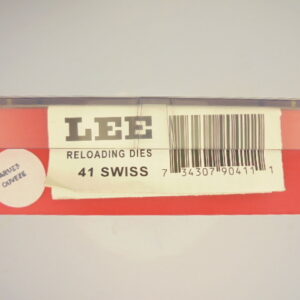 LEE
RELOADING DIES
41 SWISS
7 34307 90411 1